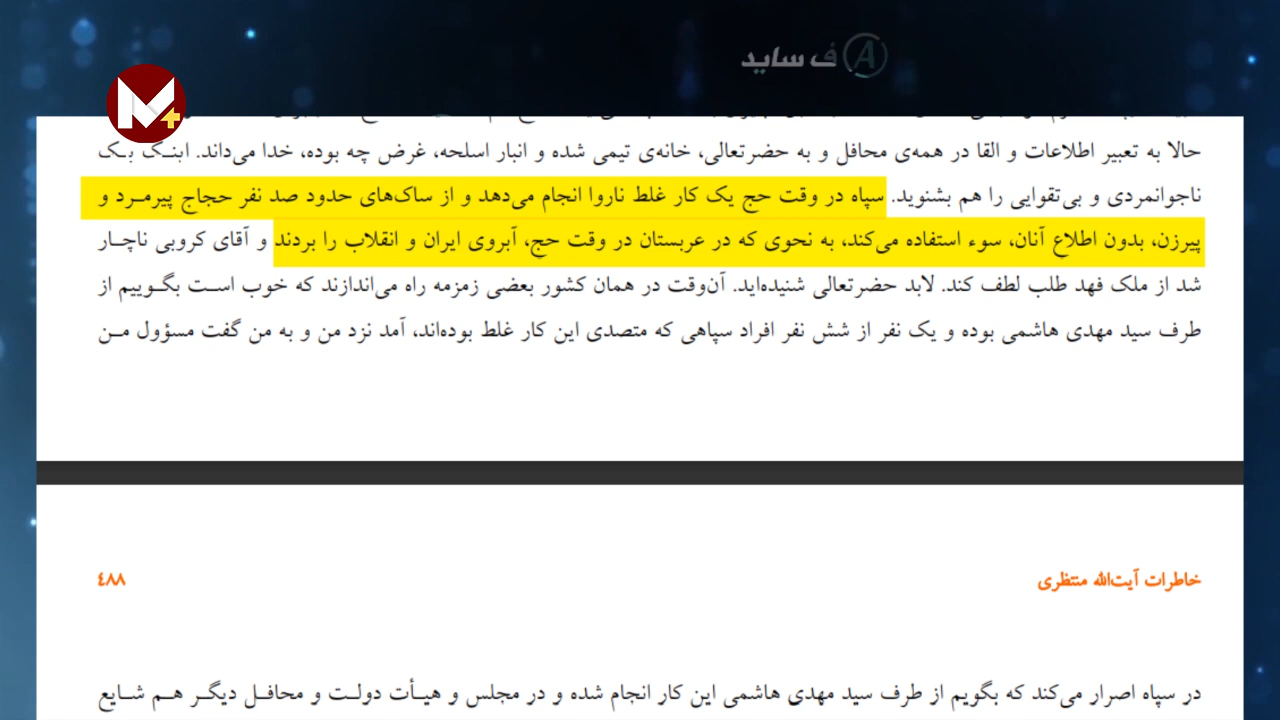 ف ساید
حالا به تعبیر اطلاعات و القا در همه‌ی محافل و به حضرتعالی، خانه‌ی تیمی شده و انبار اسلحه، غرض چه بوده، خدا می‌داند. اینک یک
ناجوانمردی و بی‌تقوایی را هم بشنوید. سپاه در وقت حج یک کار غلط ناروا انجام می‌دهد و از ساک‌های حدود صد نفر حجاج پیرمرد و
پیرزن، بدون اطلاع آنان، سوء استفاده می‌کند، به نحوی که در عربستان در وقت حج، آبروی ایران و انقلاب را بردند و آقای کروبی ناچار
شد از ملک فهد طلب لطف کند. لابد حضرتعالی شنیده‌اید. آن‌وقت در همان کشور بعضی زمزمه راه می‌اندازند که خوب است بگوییم از
طرف سید مهدی هاشمی بوده و یک نفر از شش نفر افراد سپاهی که متصدی این کار غلط بوده‌اند، آمد نزد من و به من گفت مسؤول من
خاطرات آیت‌الله منتظری ۴۸۸
در سپاه اصرار می‌کند که بگویم از طرف سید مهدی هاشمی این کار انجام شده و در مجلس و هیأت دولت و محافل دیگر هم شایع